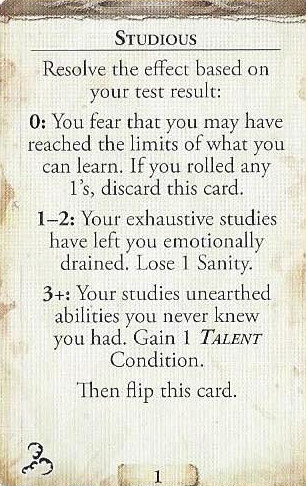 STUDIOUS
Resolve the effect based on
your test result:
0: You fear that you may have
reached the limits of what you
can learn. If you rolled any
1's, discard this card.
1–2: Your exhaustive studies
have left you emotionally
drained. Lose 1 Sanity.
3+: Your studies unearthed
abilities you never knew
you had. Gain 1 TALENT
Condition.
Then flip this card.
1